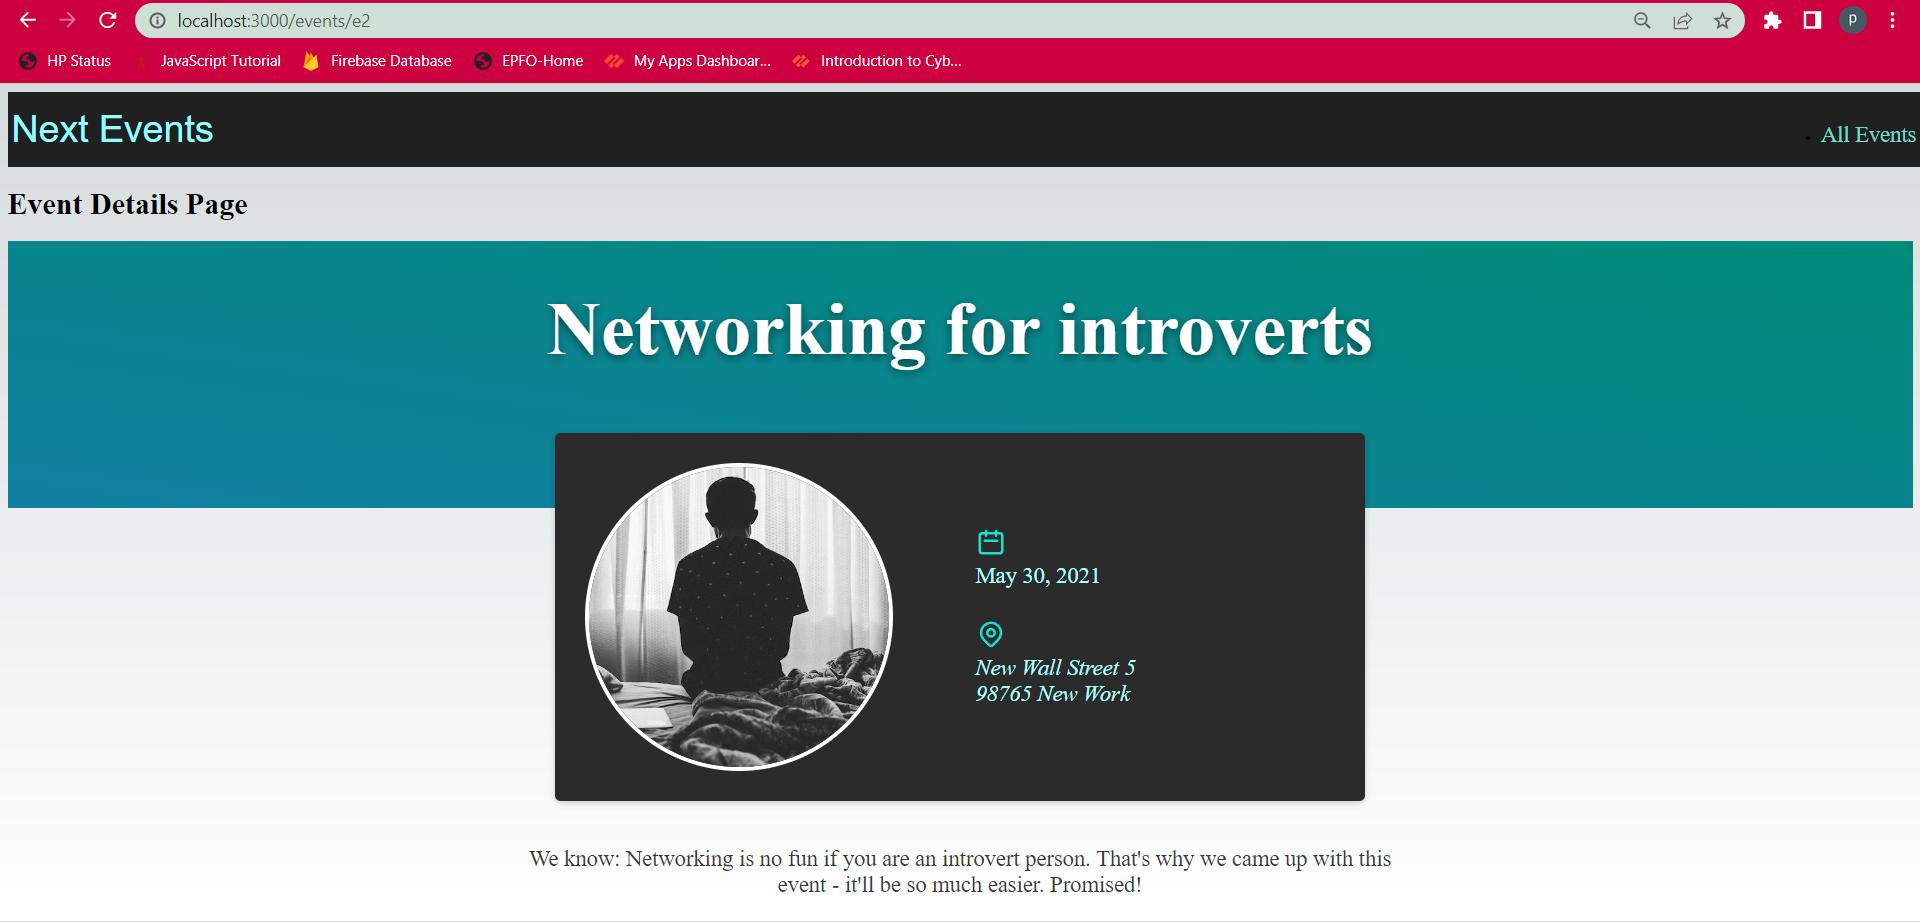 localhost:3000/events/e2
p
HP Status JavaScript Tutorial Firebase Database EPFO-Home My Apps Dashboar... Introduction to Cyb...
Next Events
• All Events
Event Details Page
Networking for introverts
May 30, 2021
New Wall Street 5
98765 New Work
We know: Networking is no fun if you are an introvert person. That's why we came up with this
event - it'll be so much easier. Promised!